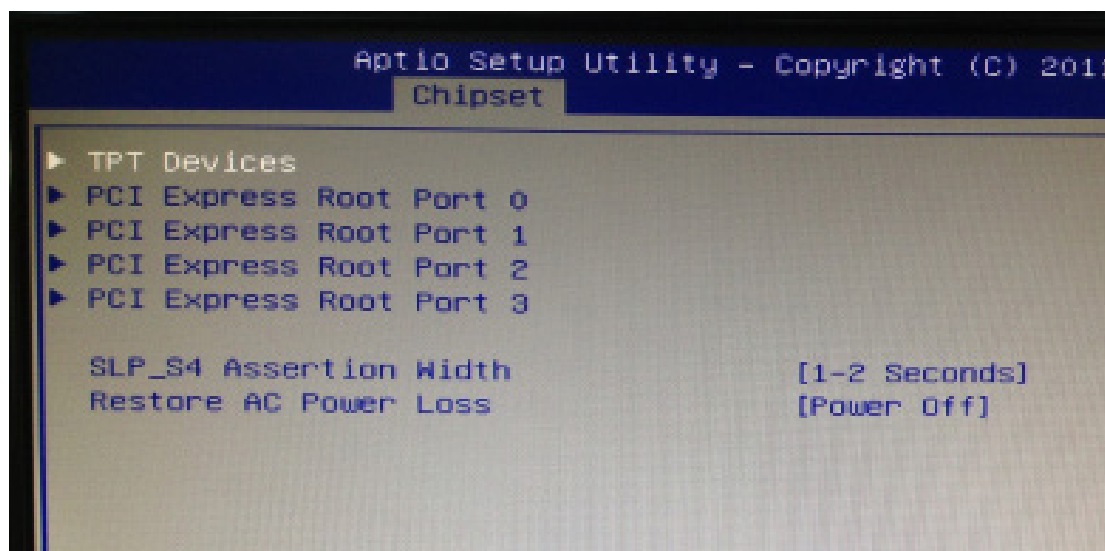 Aptio Setup Utility - Copyright (C) 201
Chipset
► TPT Devices
► PCI Express Root Port 0
► PCI Express Root Port 1
► PCI Express Root Port 2
► PCI Express Root Port 3
SLP_S4 Assertion Width [1-2 Seconds]
Restore AC Power Loss [Power Off]